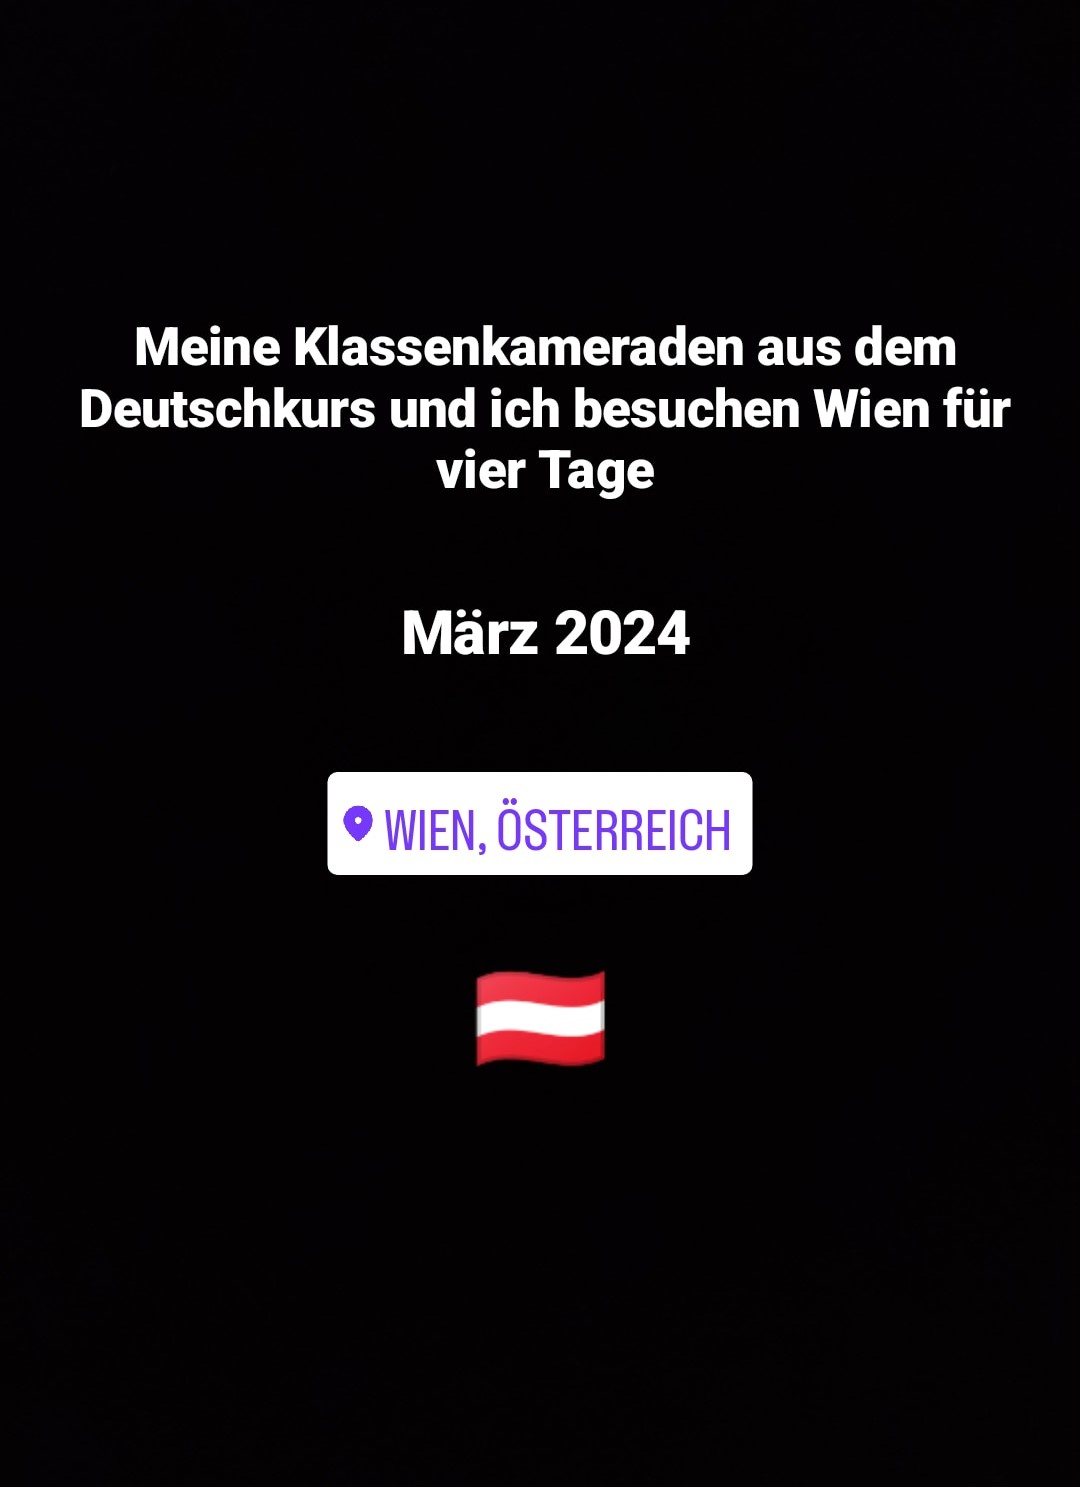 Meine Klassenkameraden aus dem
Deutschkurs und ich besuchen Wien für
vier Tage
März 2024
WIEN, ÖSTERREICH